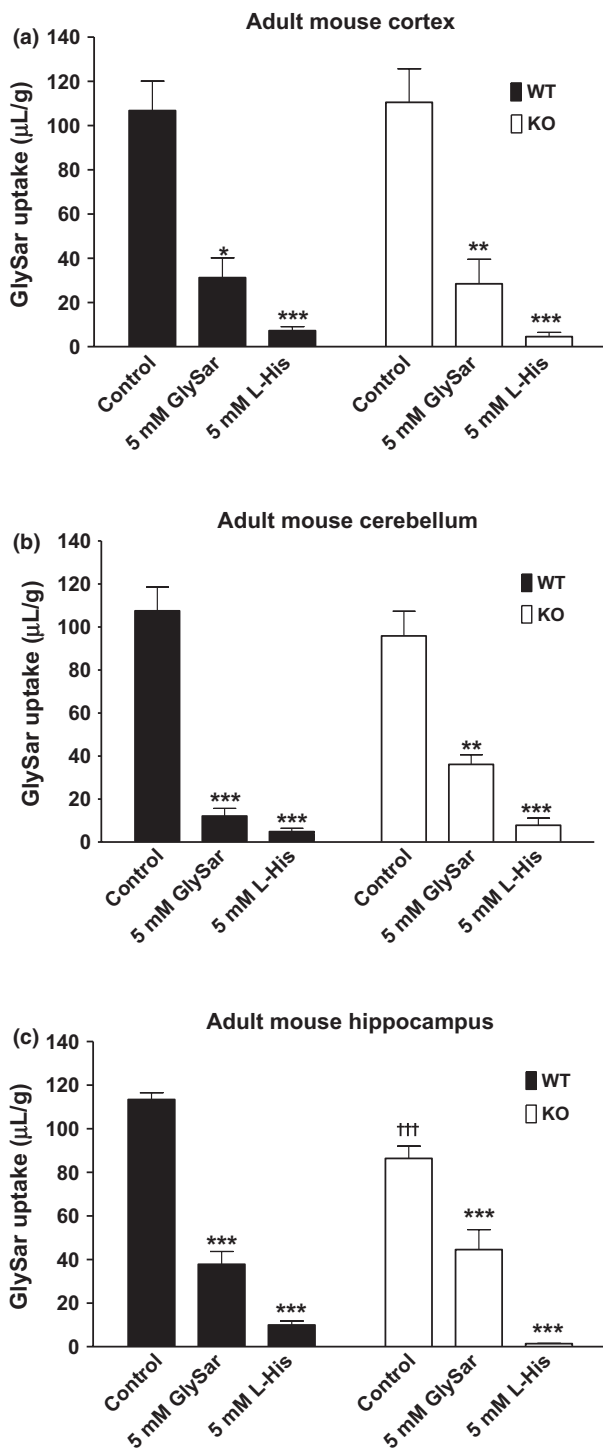 (a) Adult mouse cortex
GlySar uptake (µL/g)
140
120
100
80
60
40
20
0
WT
KO
*
***
**
***
Control
5 mM GlySar
5 mM L-His
Control
5 mM GlySar
5 mM L-His
(b) Adult mouse cerebellum
GlySar uptake (µL/g)
140
120
100
80
60
40
20
0
WT
KO
***
***
**
***
Control
5 mM GlySar
5 mM L-His
Control
5 mM GlySar
5 mM L-His
(c) Adult mouse hippocampus
GlySar uptake (µL/g)
140
120
100
80
60
40
20
0
WT
KO
***
***
†††
***
***
Control
5 mM GlySar
5 mM L-His
Control
5 mM GlySar
5 mM L-His